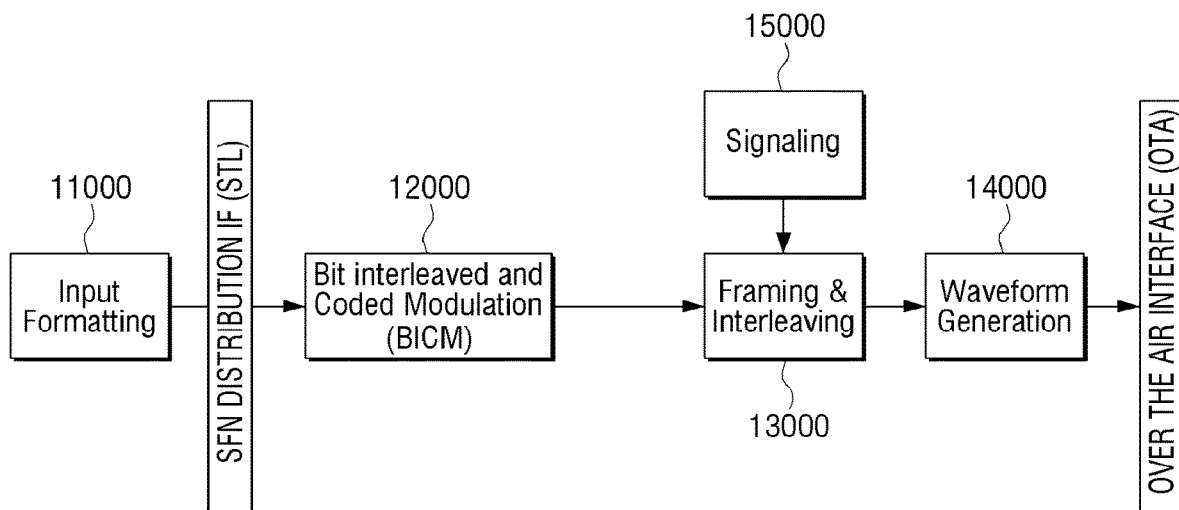 15000
Signaling
11000
Input
Formatting
SFN DISTRIBUTION IF (STL)
12000
Bit interleaved and
Coded Modulation
(BICM)
Framing &
Interleaving
13000
14000
Waveform
Generation
OVER THE AIR INTERFACE (OTA)